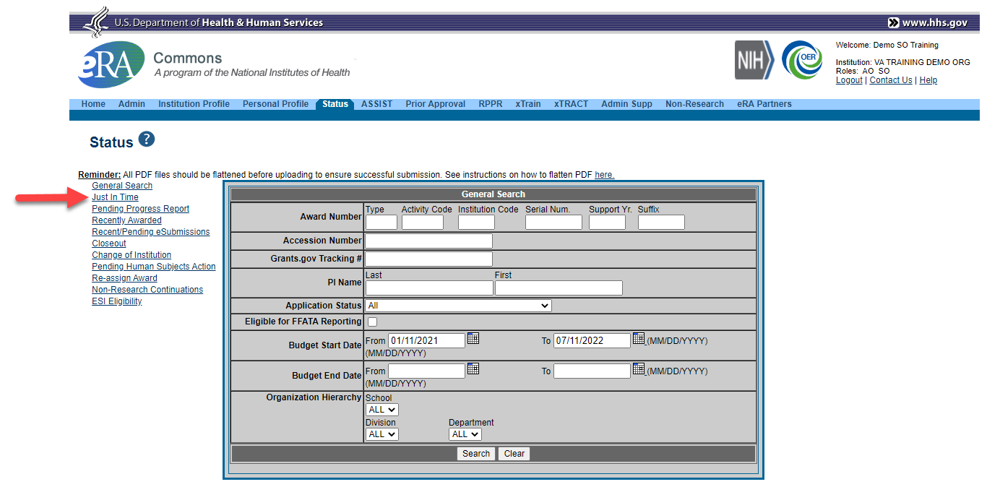 U.S. Department of Health & Human Services
www.hhs.gov
eRA
Commons
A program of the National Institutes of Health
NIH
OER
Welcome: Demo SO Training
Institution: VA TRAINING DEMO ORG
Roles: AO SO
Logout | Contact Us | Help
Home Admin Institution Profile Personal Profile Status ASSIST Prior Approval RPPR xTrain xTRACT Admin Supp Non-Research eRA Partners
Status ?
Reminder: All PDF files should be flattened before uploading to ensure successful submission. See instructions on how to flatten PDF here.
General Search
Just In Time
Pending Progress Report
Recently Awarded
Recent/Pending eSubmissions
Closeout
Change of Institution
Pending Human Subjects Action
Re-assign Award
Non-Research Continuations
ESI Eligibility
General Search
Type Activity Code Institution Code Serial Num. Support Yr. Suffix
Award Number
Accession Number
Grants.gov Tracking #
Last First
PI Name
Application Status All
Eligible for FFATA Reporting
Budget Start Date From 01/11/2021 To 07/11/2022 (MM/DD/YYYY)
(MM/DD/YYYY)
Budget End Date From To (MM/DD/YYYY)
(MM/DD/YYYY)
Organization Hierarchy School
ALL
Division Department
ALL ALL
Search Clear